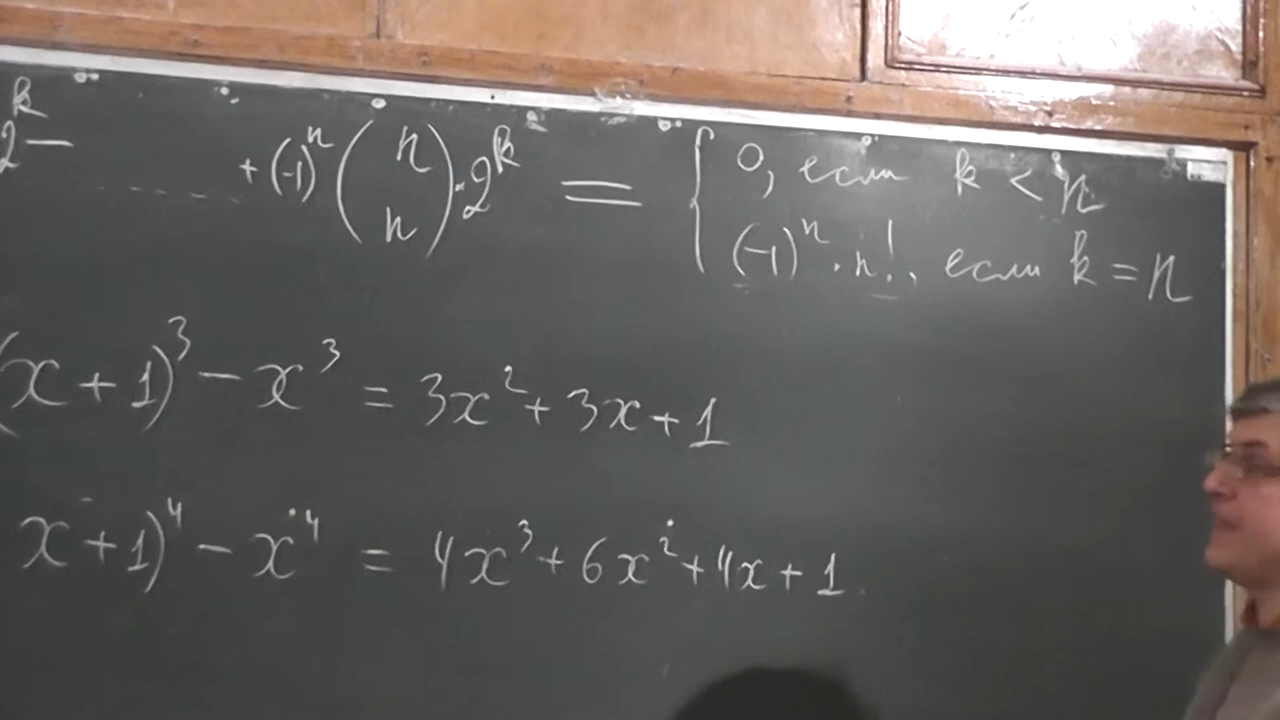 2^k − ..... + (-1)^n (n n) · 2^k = { 0, если k < n
(-1)^n · n!, если k = n
(x + 1)^3 − x^3 = 3x^2 + 3x + 1
x + 1)^4 − x^4 = 4x^3 + 6x^2 + 4x + 1